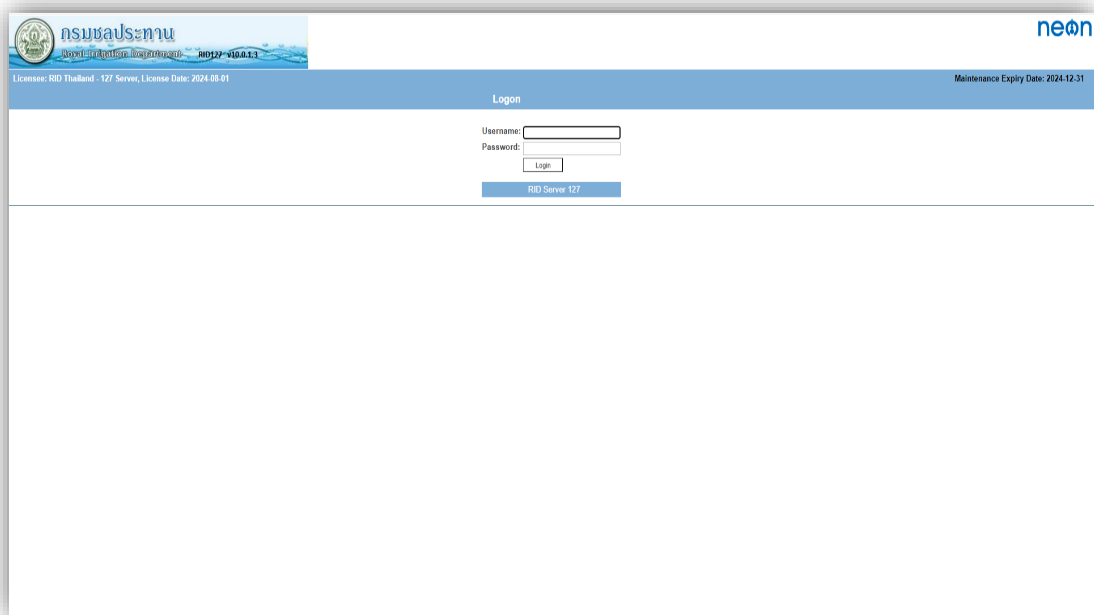 กรมชลประทาน
Royal Irrigation Department RID127 v10.0.1.3
neon
Licensee: RID Thailand - 127 Server, License Date: 2024-08-01
Maintenance Expiry Date: 2024-12-31
Logon
Username:
Password:
Login
RID Server 127